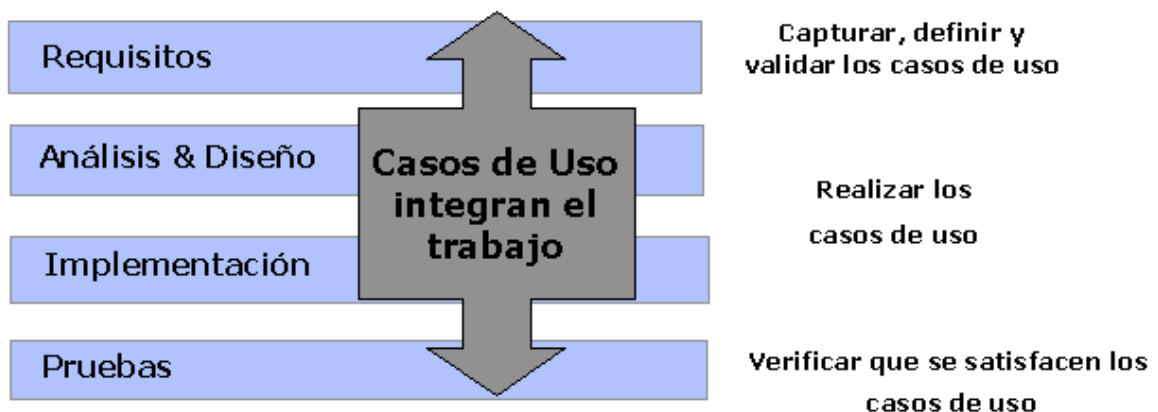 Requisitos
Capturar, definir y
validar los casos de uso
Análisis & Diseño
Casos de Uso
integran el
trabajo
Realizar los
casos de uso
Implementación
Pruebas
Verificar que se satisfacen los
casos de uso